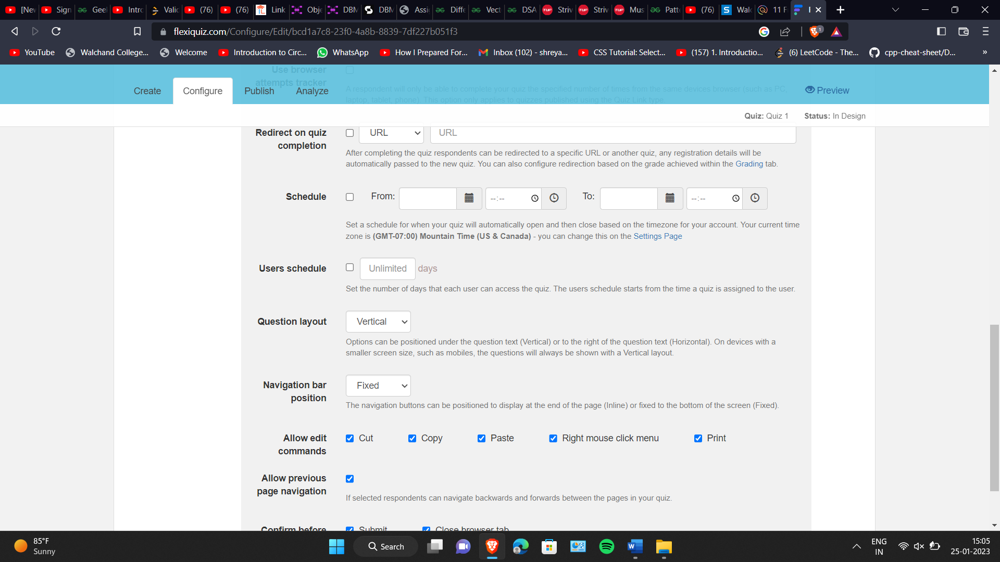 [Nev
Sign
Geel
Intro
Valid
(76)
(76)
Link
Obje
DBM
DBM
Assi
Diffe
Vect
DSA
Striv
Striv
Mus
Patt
(76)
Walc
11 F
flexiquiz.com/Configure/Edit/bcd1a7c8-23f0-4a8b-8839-7df227b051f3
1
YouTube
Walchand College...
Welcome
Introduction to Circ...
WhatsApp
How I Prepared For...
Inbox (102) - shreya...
CSS Tutorial: Select...
(157) 1. Introductio...
(6) LeetCode - The...
cpp-cheat-sheet/D...
»
Use browser
attempts tracker
A respondent will only be able to complete your quiz the specified number of times from the same devices browser (such as PC,
laptop, tablet, phone). This option only applies to quizzes published using the Quiz Link type.
Create
Configure
Publish
Analyze
Preview
Quiz: Quiz 1
Status: In Design
Redirect on quiz
completion
URL
URL
After completing the quiz respondents can be redirected to a specific URL or another quiz, any registration details will be
automatically passed to the new quiz. You can also configure redirection based on the grade achieved within the Grading tab.
Schedule
From:
--:--
To:
--:--
Set a schedule for when your quiz will automatically open and then close based on the timezone for your account. Your current time
zone is (GMT-07:00) Mountain Time (US & Canada) - you can change this on the Settings Page
Users schedule
Unlimited
days
Set the number of days that each user can access the quiz. The users schedule starts from the time a quiz is assigned to the user.
Question layout
Vertical
Options can be positioned under the question text (Vertical) or to the right of the question text (Horizontal). On devices with a
smaller screen size, such as mobiles, the questions will always be shown with a Vertical layout.
Navigation bar
position
Fixed
The navigation buttons can be positioned to display at the end of the page (Inline) or fixed to the bottom of the screen (Fixed).
Allow edit
commands
Cut
Copy
Paste
Right mouse click menu
Print
Allow previous
page navigation
If selected respondents can navigate backwards and forwards between the pages in your quiz.
Confirm before
Submit
Close browser tab
85°F
Sunny
Search
ENG
IN
15:05
25-01-2023